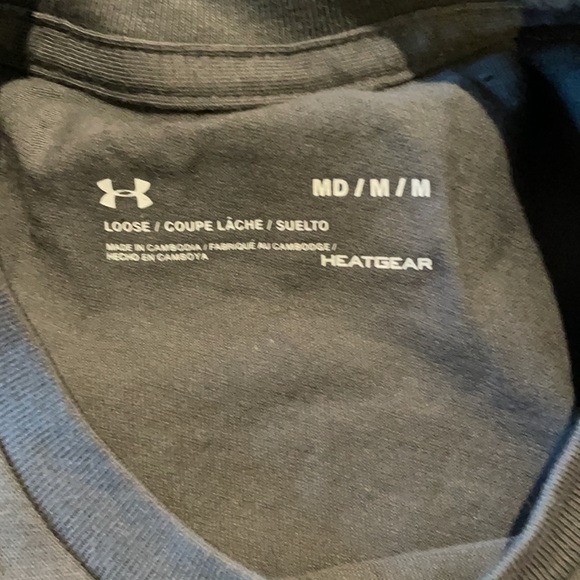 MD / M / M
LOOSE / COUPE LÂCHE / SUELTO
MADE IN CAMBODIA / FABRIQUÉ AU CAMBODGE /
HECHO EN CAMBOYA
HEATGEAR